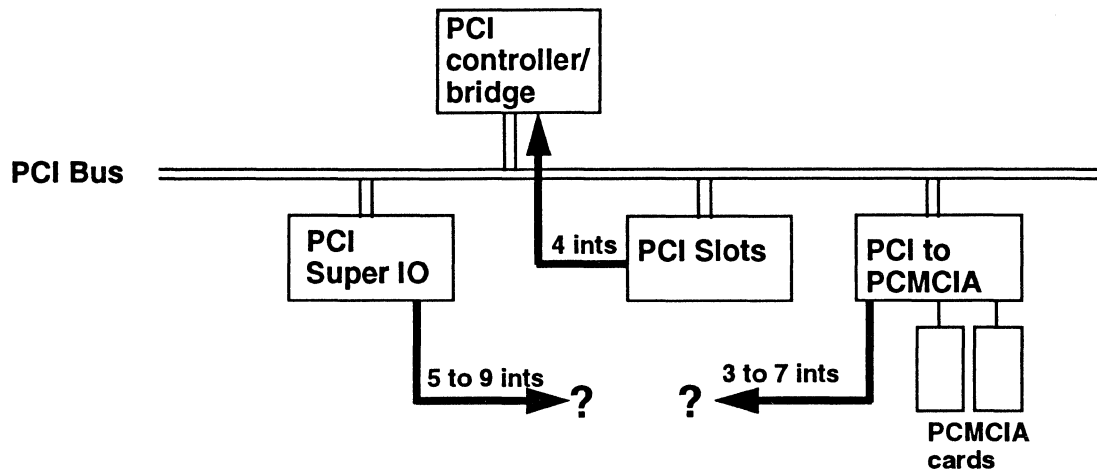 PCI
controller/
bridge
PCI Bus
PCI
Super IO
4 ints
PCI Slots
PCI to
PCMCIA
5 to 9 ints
?
?
3 to 7 ints
PCMCIA
cards